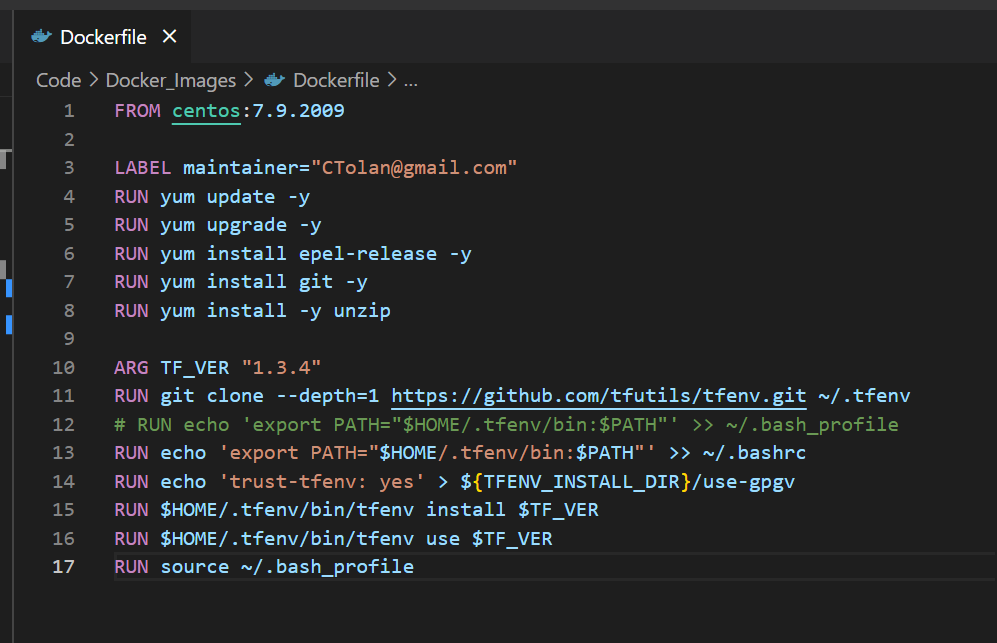 Dockerfile ×
Code > Docker_Images > Dockerfile > ...
1 FROM centos:7.9.2009
2
3 LABEL maintainer="CTolan@gmail.com"
4 RUN yum update -y
5 RUN yum upgrade -y
6 RUN yum install epel-release -y
7 RUN yum install git -y
8 RUN yum install -y unzip
9
10 ARG TF_VER "1.3.4"
11 RUN git clone --depth=1 https://github.com/tfutils/tfenv.git ~/.tfenv
12 # RUN echo 'export PATH="$HOME/.tfenv/bin:$PATH"' >> ~/.bash_profile
13 RUN echo 'export PATH="$HOME/.tfenv/bin:$PATH"' >> ~/.bashrc
14 RUN echo 'trust-tfenv: yes' > ${TFENV_INSTALL_DIR}/use-gpgv
15 RUN $HOME/.tfenv/bin/tfenv install $TF_VER
16 RUN $HOME/.tfenv/bin/tfenv use $TF_VER
17 RUN source ~/.bash_profile